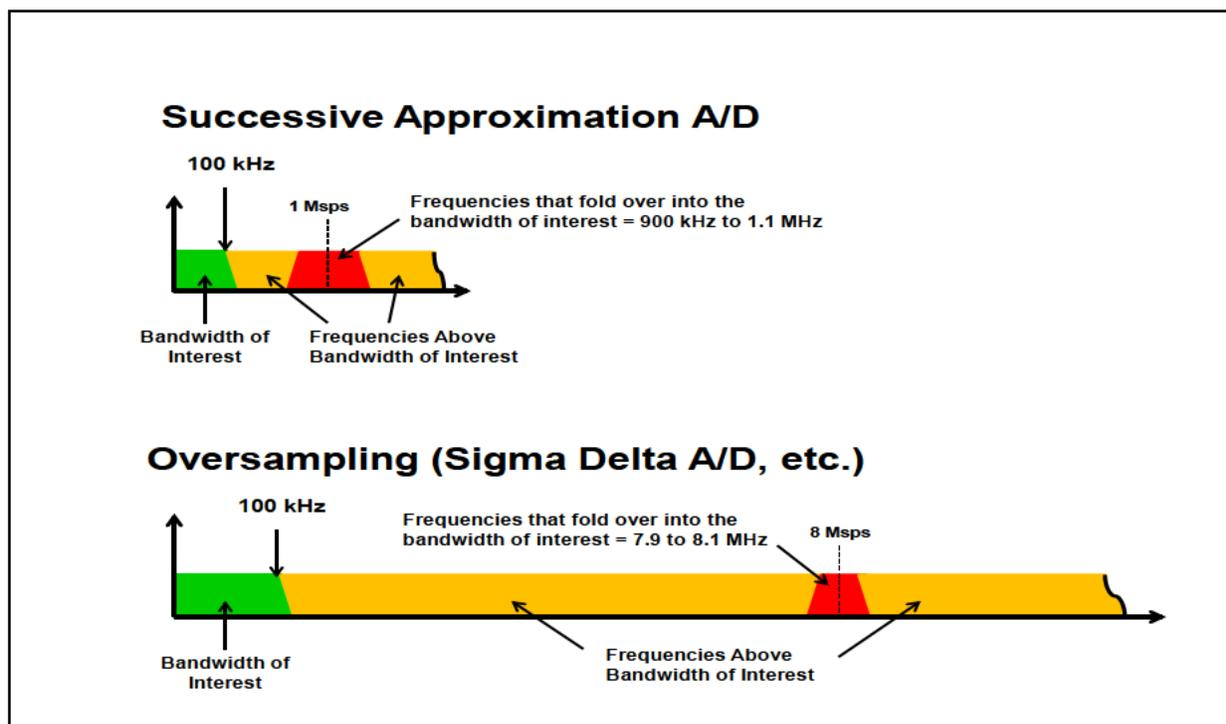 Successive Approximation A/D
100 kHz
1 Msps
Frequencies that fold over into the
bandwidth of interest = 900 kHz to 1.1 MHz
Bandwidth of
Interest
Frequencies Above
Bandwidth of Interest
Oversampling (Sigma Delta A/D, etc.)
100 kHz
Frequencies that fold over into the
bandwidth of interest = 7.9 to 8.1 MHz
8 Msps
Bandwidth of
Interest
Frequencies Above
Bandwidth of Interest